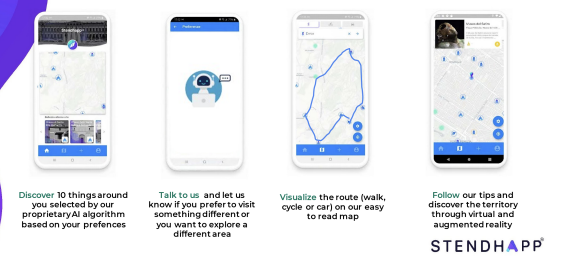 Stendhapp
Preferenze
Discover 10 things around
you selected by our
proprietary AI algorithm
based on your prefences
Talk to us and let us
know if you prefer to visit
something different or
you want to explore a
different area
Visualize the route (walk,
cycle or car) on our easy
to read map
Follow our tips and
discover the territory
through virtual and
augmented reality
STENDHAPP®